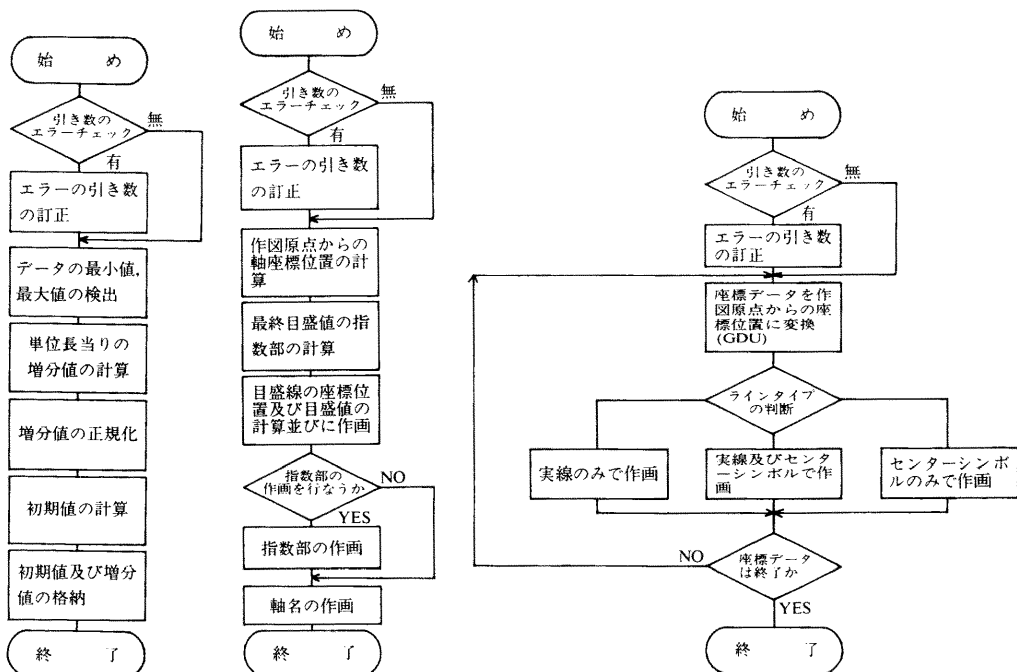 始 め
引き数の
エラーチェック
無
有
エラーの引き数
の訂正
データの最小値,
最大値の検出
単位長当りの
増分値の計算
増分値の正規化
初期値の計算
初期値及び増分
値の格納
終 了
始 め
引き数の
エラーチェック
無
有
エラーの引き数
の訂正
作図原点からの
軸座標位置の計
算
最終目盛値の指
数部の計算
目盛線の座標位
置及び目盛値の
計算並びに作画
指数部の
作画を行なうか
NO
YES
指数部の作画
軸名の作画
終 了
始 め
引き数の
エラーチェック
無
有
エラーの引き数
の訂正
座標データを作
図原点からの座
標位置に変換
(GDU)
ラインタイプ
の判断
実線のみで作画
実線及びセンタ
ーシンボルで作
画
センターシンボ
ルのみで作画
座標データ
は終了か
NO
YES
終 了